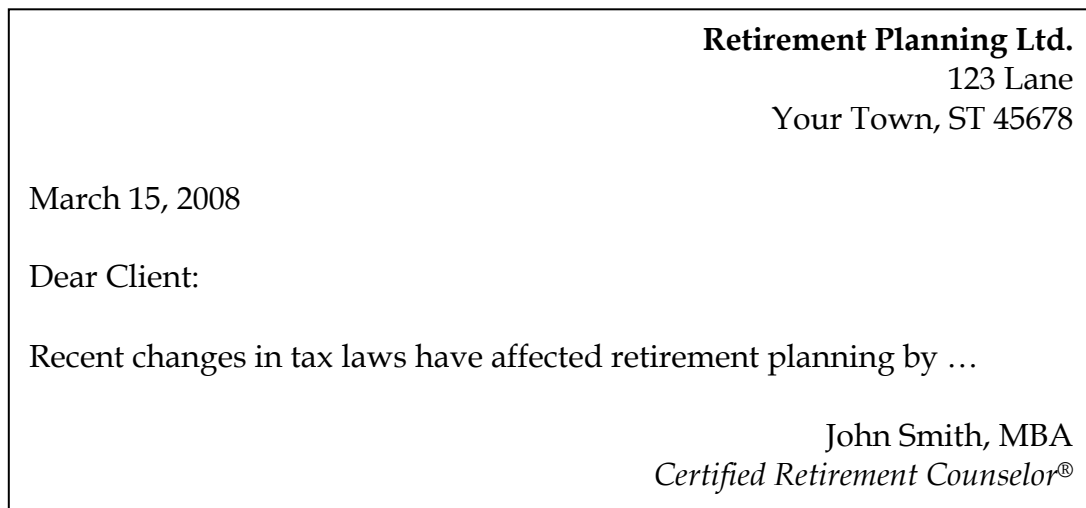 Retirement Planning Ltd.
123 Lane
Your Town, ST 45678
March 15, 2008
Dear Client:
Recent changes in tax laws have affected retirement planning by …
John Smith, MBA
Certified Retirement Counselor®